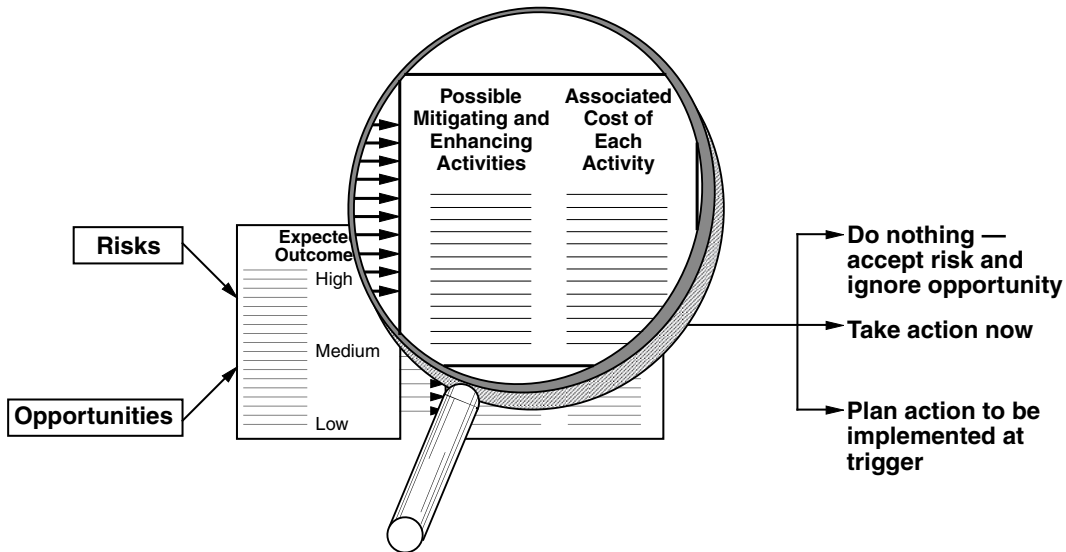 Possible
Mitigating and
Enhancing
Activities
Associated
Cost of
Each
Activity
Risks
Opportunities
Expecte
Outcome
High
Medium
Low
Do nothing —
accept risk and
ignore opportunity
Take action now
Plan action to be
implemented at
trigger